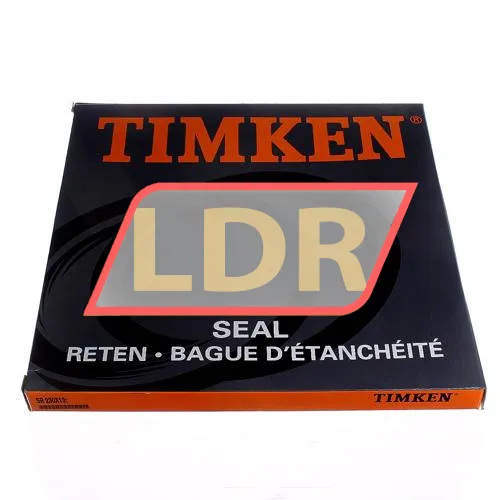 TIMKEN®
LDR
SEAL
RETEN • BAGUE D'ÉTANCHÉITÉ
TIMKEN